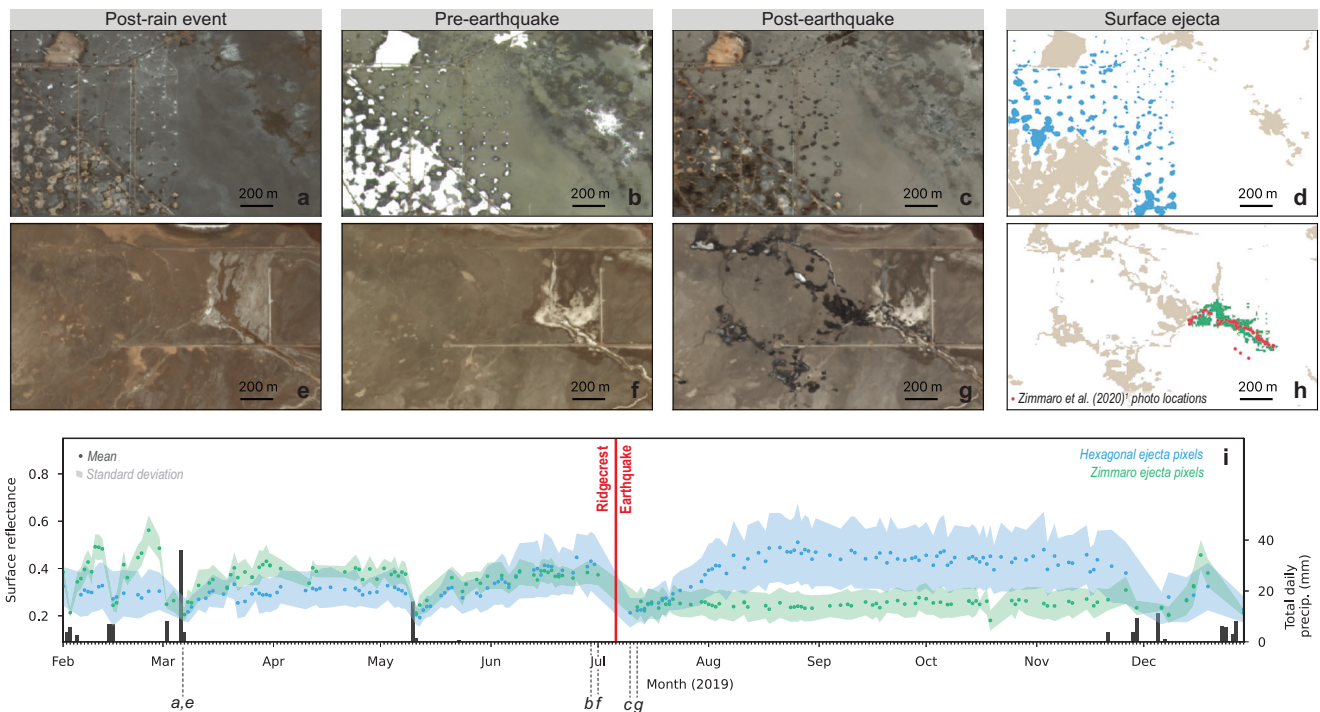 Post-rain event
Pre-earthquake
Post-earthquake
Surface ejecta
200 m a
200 m b
200 m c
200 m d
200 m e
200 m f
200 m g
200 m
Zimmaro et al. (2020)¹ photo locations h
Mean
Standard deviation
Hexagonal ejecta pixels
Zimmaro ejecta pixels
i
Ridgecrest
Earthquake
Surface reflectance
0.8
0.6
0.4
0.2
Total daily
precip. (mm)
40
20
0
Feb Mar Apr May Jun Jul Aug Sep Oct Nov Dec
Month (2019)
a,e b f c g